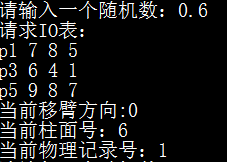 请输入一个随机数：0.6
请求IO表：
p1 7 8 5
p3 6 4 1
p5 9 8 7
当前移臂方向:0
当前柱面号：6
当前物理记录号：1